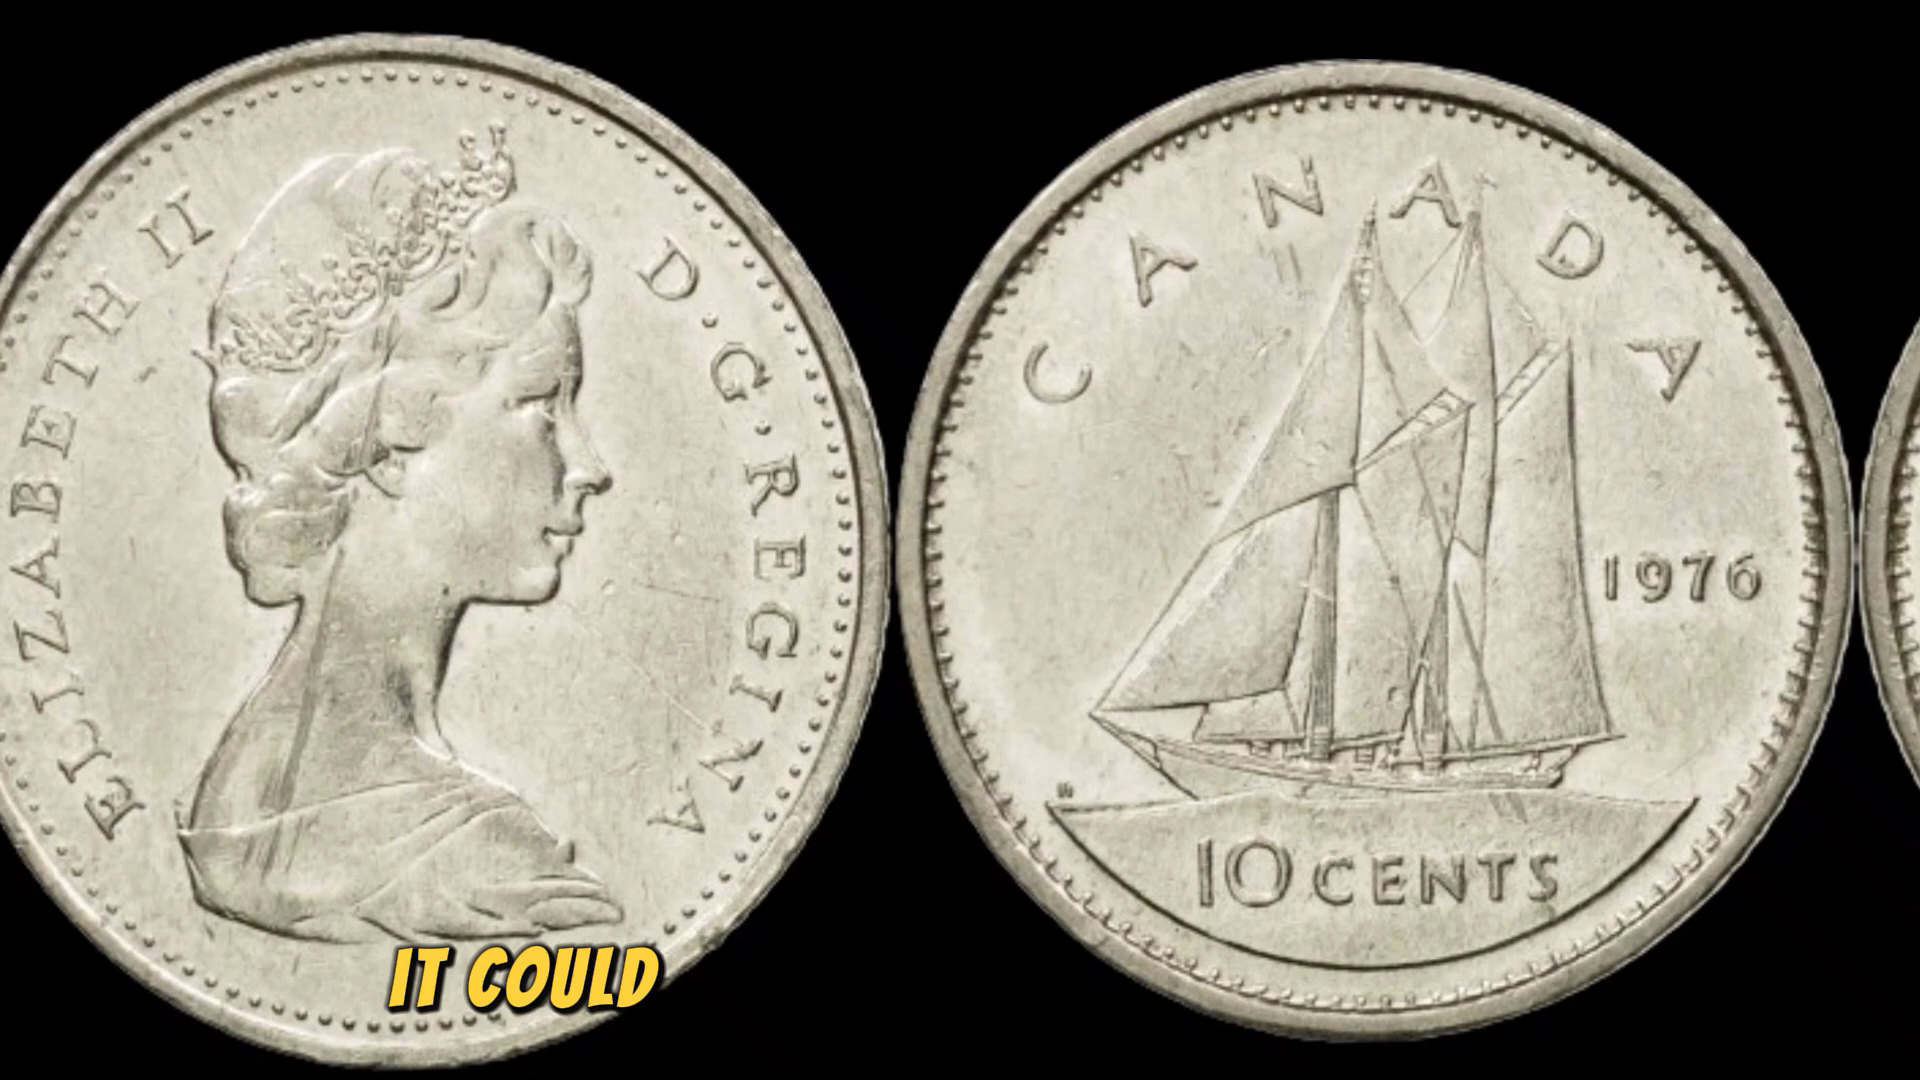 ELIZABETH II D·G·REGINA
CANADA
1976
H
10 CENTS
IT COULD